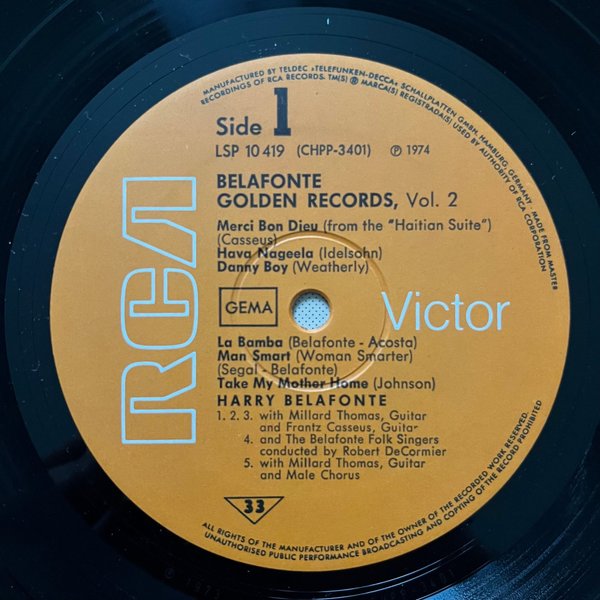 MANUFACTURED BY TELDEC »TELEFUNKEN-DECCA« SCHALLPLATTEN GMBH, HAMBURG, GERMANY, MADE FROM MASTER
RECORDINGS OF RCA RECORDS. TM(S) ® MARCA(S) REGISTRADA(S) USED BY AUTHORITY OF RCA CORPORATION
Side 1
LSP 10 419 (CHPP-3401) ℗ 1974
BELAFONTE
GOLDEN RECORDS, Vol. 2
Merci Bon Dieu (from the "Haitian Suite")
(Casseus)
Hava Nageela (Idelsohn)
Danny Boy (Weatherly)
RCA
GEMA
Victor
La Bamba (Belafonte - Acosta)
Man Smart (Woman Smarter)
(Segal - Belafonte)
Take My Mother Home (Johnson)
HARRY BELAFONTE
1. 2. 3. with Millard Thomas, Guitar
and Frantz Casseus, Guita-
4. and The Belafonte Folk Singers
conducted by Robert DeCormier
5. with Millard Thomas, Guitar
and Male Chorus
33
ALL RIGHTS OF THE MANUFACTURER AND OF THE OWNER OF THE RECORDED WORK RESERVED.
UNAUTHORISED PUBLIC PERFORMANCE BROADCASTING AND COPYING OF THE RECORD PROHIBITED